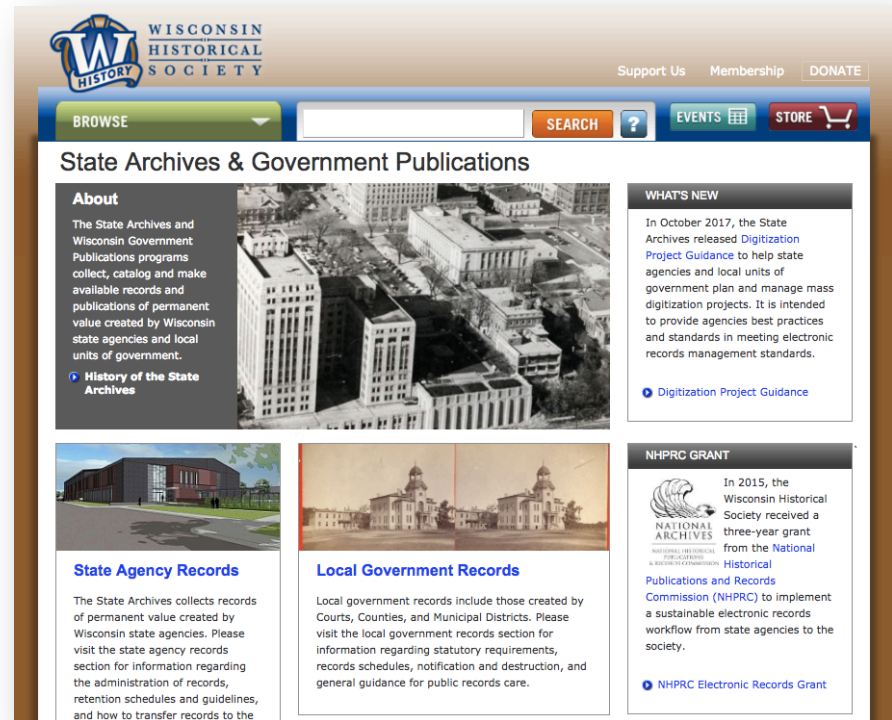 WISCONSIN
HISTORICAL
SOCIETY
W
HISTORY
Support Us Membership DONATE
BROWSE
SEARCH
?
EVENTS
STORE
State Archives & Government Publications
About
The State Archives and
Wisconsin Government
Publications programs
collect, catalog and make
available records and
publications of permanent
value created by Wisconsin
state agencies and local
units of government.
History of the State
Archives
WHAT'S NEW
In October 2017, the State
Archives released Digitization
Project Guidance to help state
agencies and local units of
government plan and manage mass
digitization projects. It is intended
to provide agencies best practices
and standards in meeting electronic
records management standards.
Digitization Project Guidance
State Agency Records
The State Archives collects records
of permanent value created by
Wisconsin state agencies. Please
visit the state agency records
section for information regarding
the administration of records,
retention schedules and guidelines,
and how to transfer records to the
Local Government Records
Local government records include those created by
Courts, Counties, and Municipal Districts. Please
visit the local government records section for
information regarding statutory requirements,
records schedules, notification and destruction, and
general guidance for public records care.
NHPRC GRANT
NATIONAL
ARCHIVES
NATIONAL HISTORICAL
PUBLICATIONS
& RECORDS COMMISSION
In 2015, the
Wisconsin Historical
Society received a
three-year grant
from the National
Historical
Publications and Records
Commission (NHPRC) to implement
a sustainable electronic records
workflow from state agencies to the
society.
NHPRC Electronic Records Grant